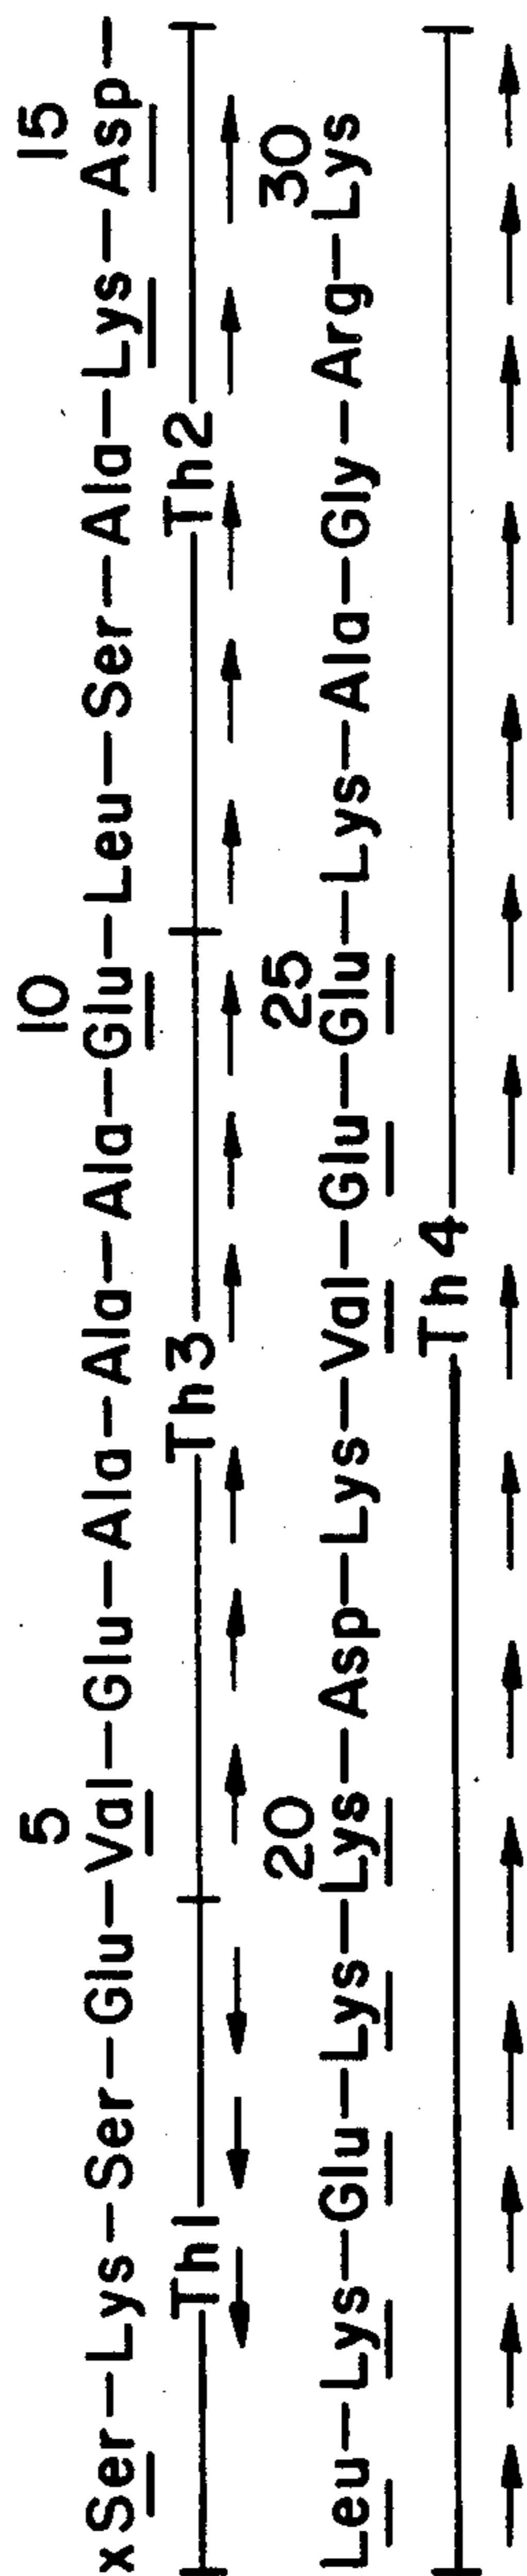 5 10 15
xSer–Lys–Ser–Glu–Val–Glu–Ala–Ala–Ala–Glu–Leu–Ser–Ala–Lys–Asp–
Th1 Th3 Th2
20 25 30
Leu–Lys–Glu–Lys–Lys–Asp–Lys–Val–Glu–Glu–Lys–Ala–Gly–Arg–Lys
Th4